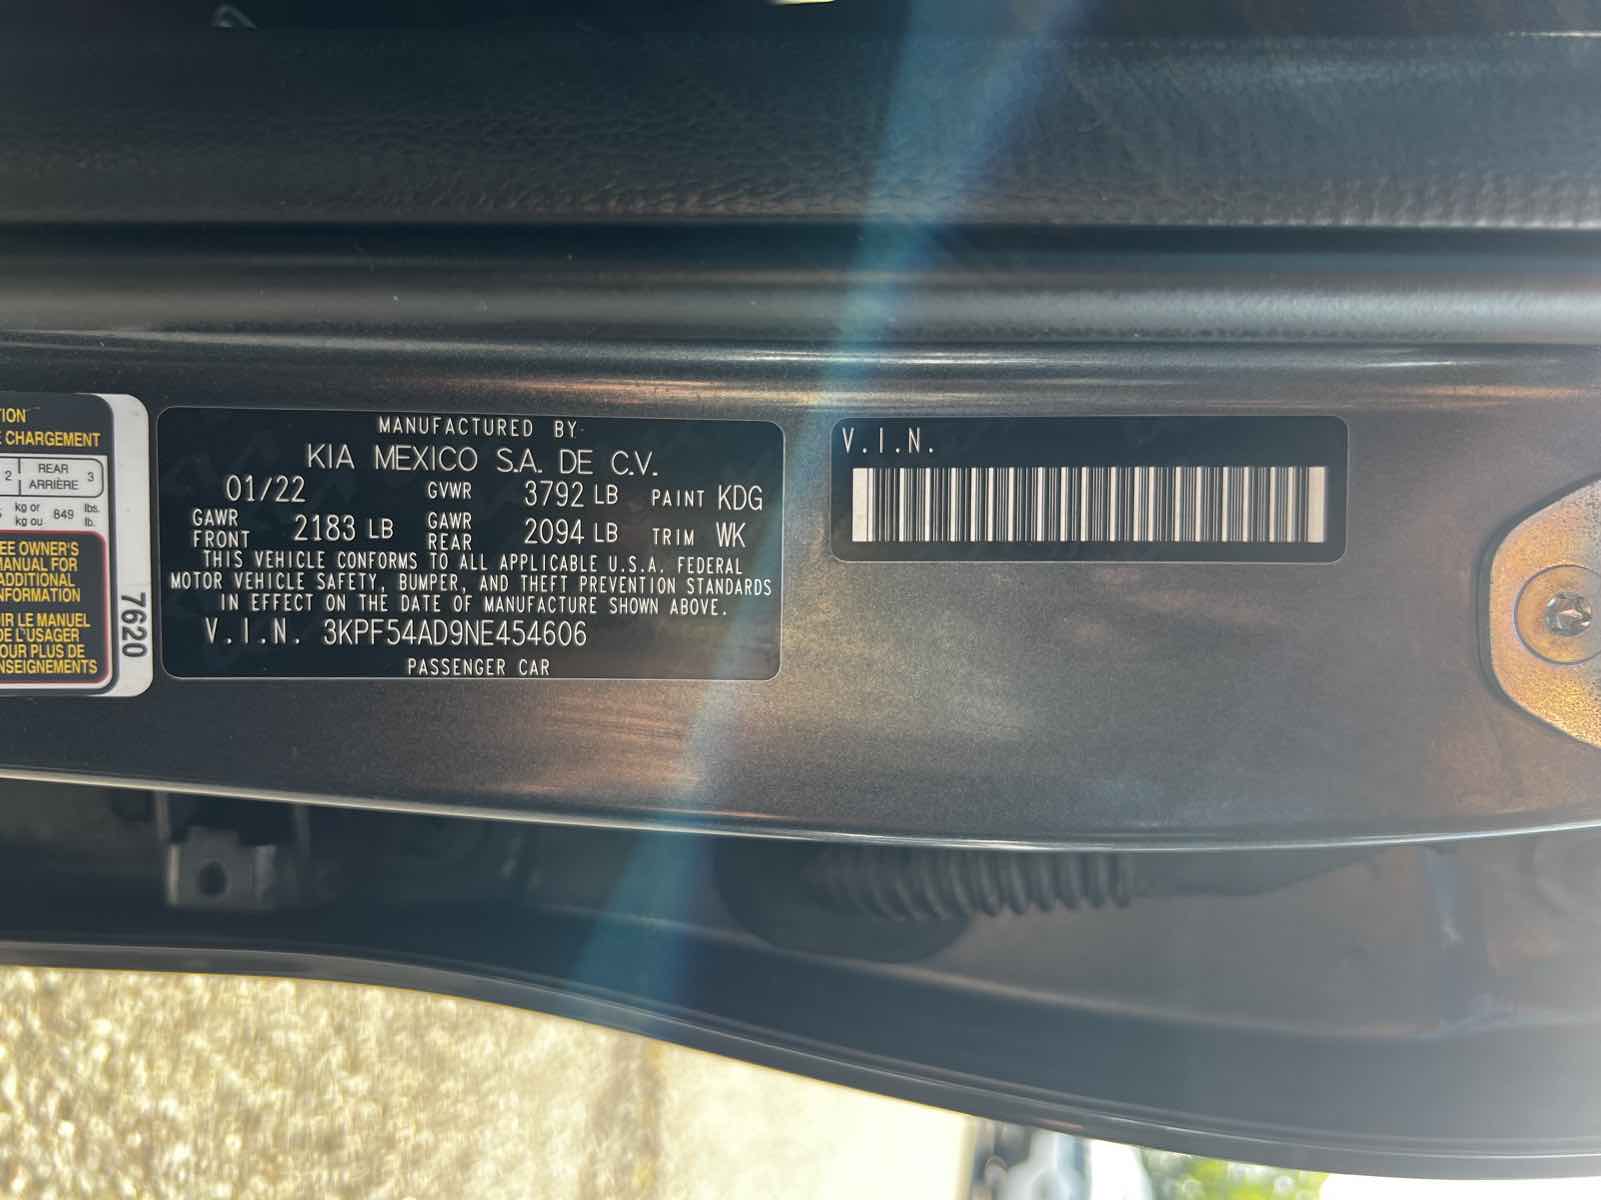 TION
E CHARGEMENT
2 REAR ARRIÈRE 3
kg or kg ou 849 lbs. lb.
EE OWNER'S
MANUAL FOR
ADDITIONAL
NFORMATION
IR LE MANUEL
DE L'USAGER
OUR PLUS DE
NSEIGNEMENTS
7620
MANUFACTURED BY
KIA MEXICO S.A. DE C.V.
01/22 GVWR 3792 LB PAINT KDG
GAWR FRONT 2183 LB GAWR REAR 2094 LB TRIM WK
THIS VEHICLE CONFORMS TO ALL APPLICABLE U.S.A. FEDERAL
MOTOR VEHICLE SAFETY, BUMPER, AND THEFT PREVENTION STANDARDS
IN EFFECT ON THE DATE OF MANUFACTURE SHOWN ABOVE.
V.I.N. 3KPF54AD9NE454606
PASSENGER CAR
V.I.N.